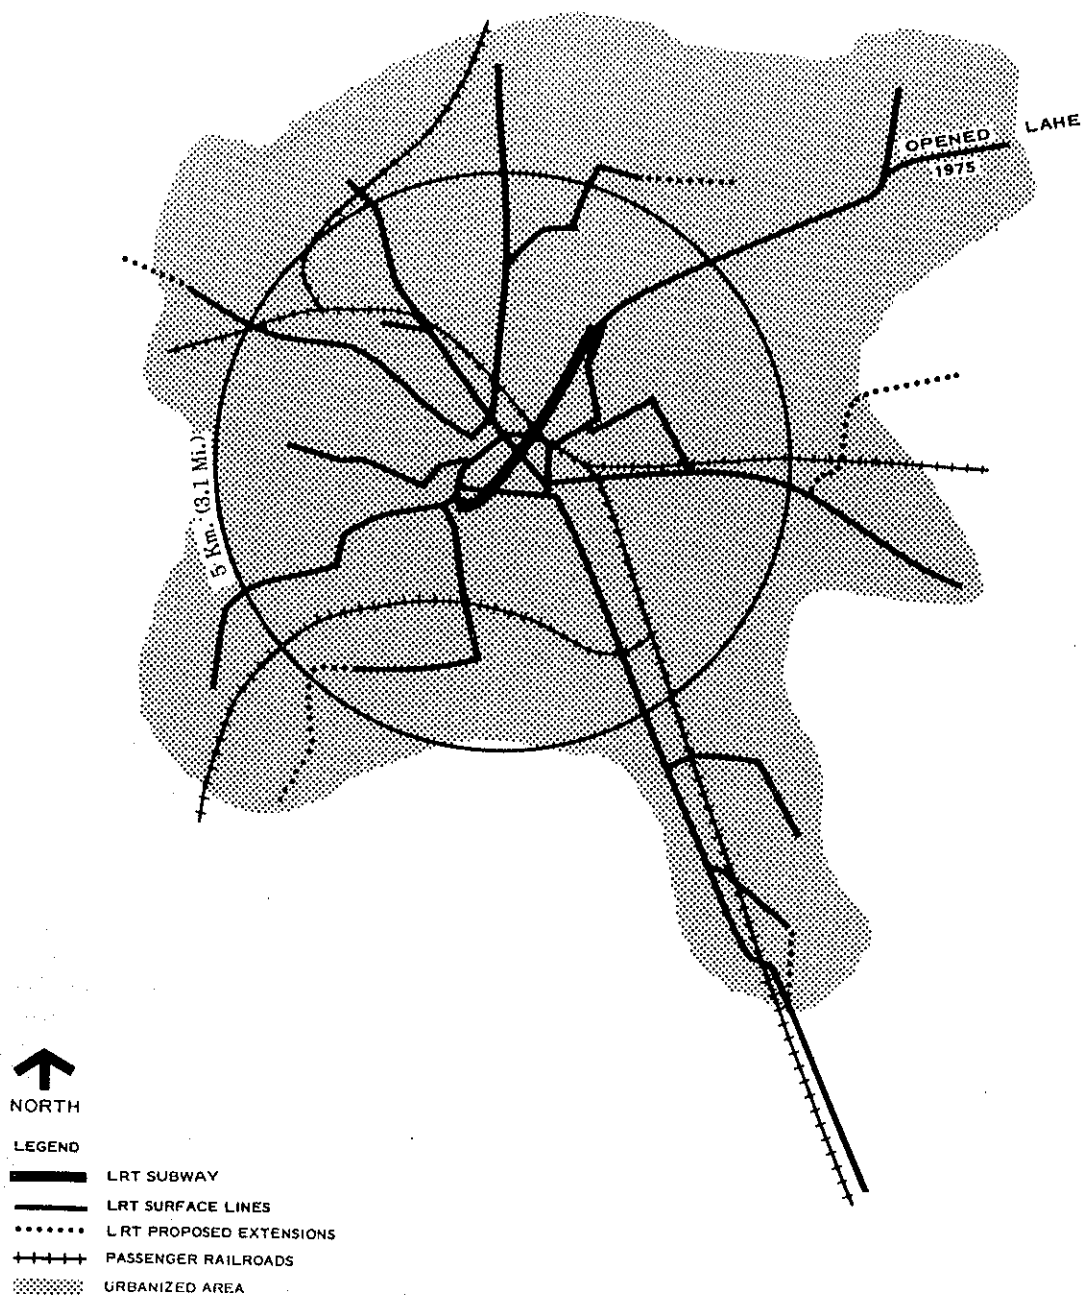 OPENED
LAHE
1975
5 Km. (3.1 Mi.)
NORTH
LEGEND
LRT SUBWAY
LRT SURFACE LINES
LRT PROPOSED EXTENSIONS
PASSENGER RAILROADS
URBANIZED AREA